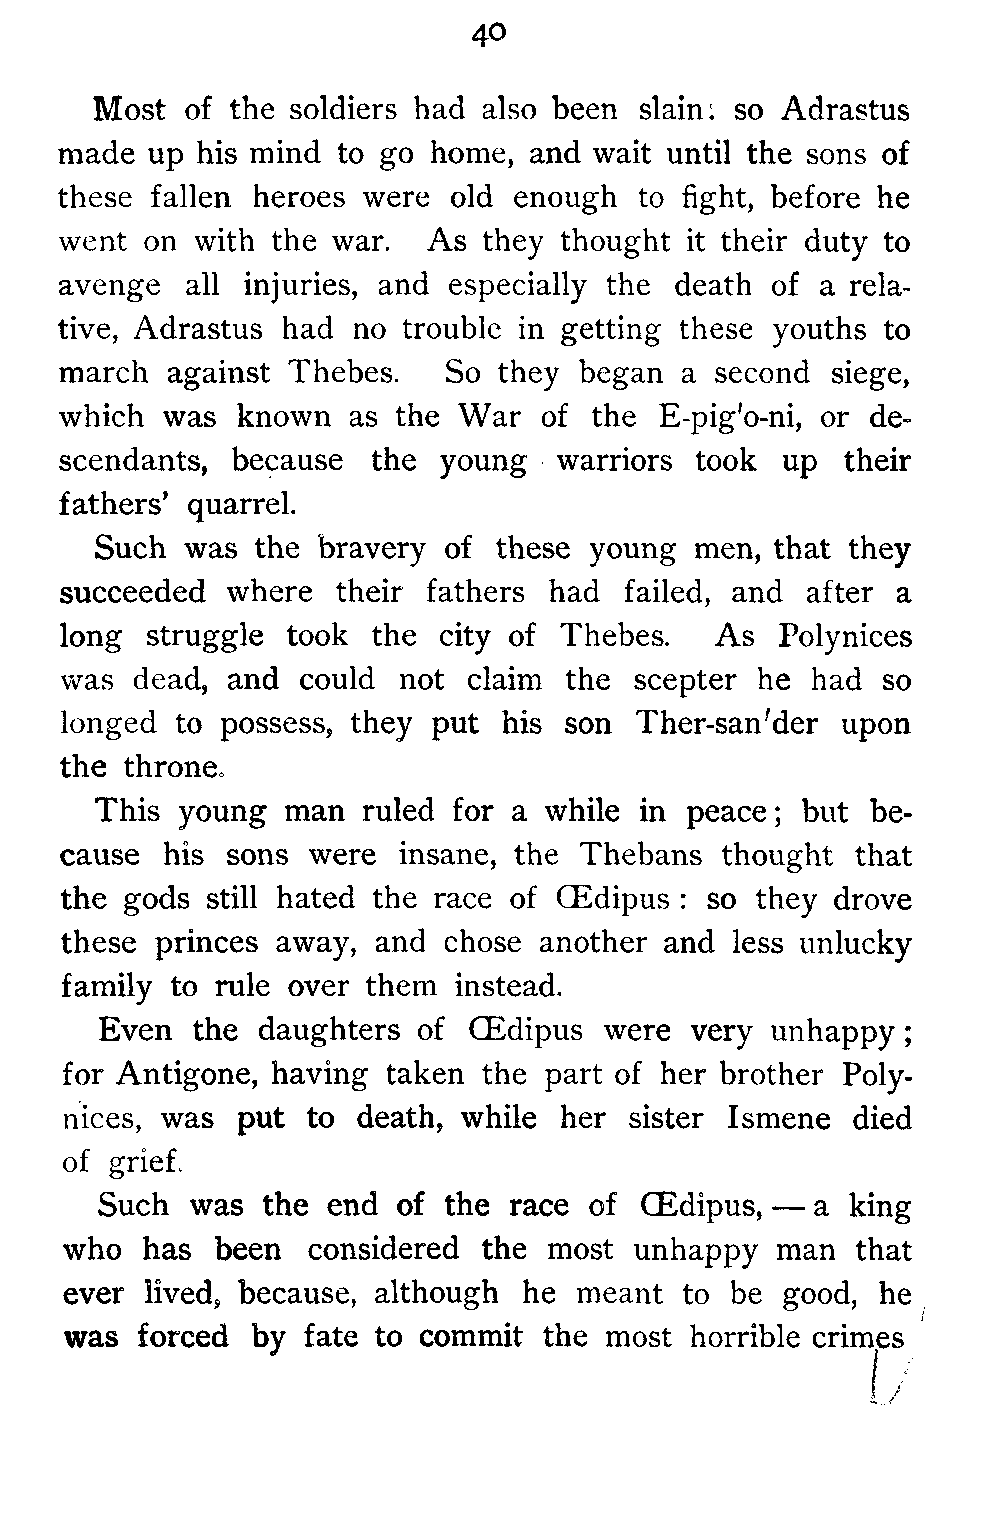 40
Most of the soldiers had also been slain: so Adrastus
made up his mind to go home, and wait until the sons of
these fallen heroes were old enough to fight, before he
went on with the war. As they thought it their duty to
avenge all injuries, and especially the death of a rela-
tive, Adrastus had no trouble in getting these youths to
march against Thebes. So they began a second siege,
which was known as the War of the E-pig'o-ni, or de-
scendants, because the young warriors took up their
fathers' quarrel.
Such was the bravery of these young men, that they
succeeded where their fathers had failed, and after a
long struggle took the city of Thebes. As Polynices
was dead, and could not claim the scepter he had so
longed to possess, they put his son Ther-san'der upon
the throne.
This young man ruled for a while in peace; but be-
cause his sons were insane, the Thebans thought that
the gods still hated the race of Œdipus: so they drove
these princes away, and chose another and less unlucky
family to rule over them instead.
Even the daughters of Œdipus were very unhappy;
for Antigone, having taken the part of her brother Poly-
nices, was put to death, while her sister Ismene died
of grief.
Such was the end of the race of Œdipus, — a king
who has been considered the most unhappy man that
ever lived, because, although he meant to be good, he
was forced by fate to commit the most horrible crimes